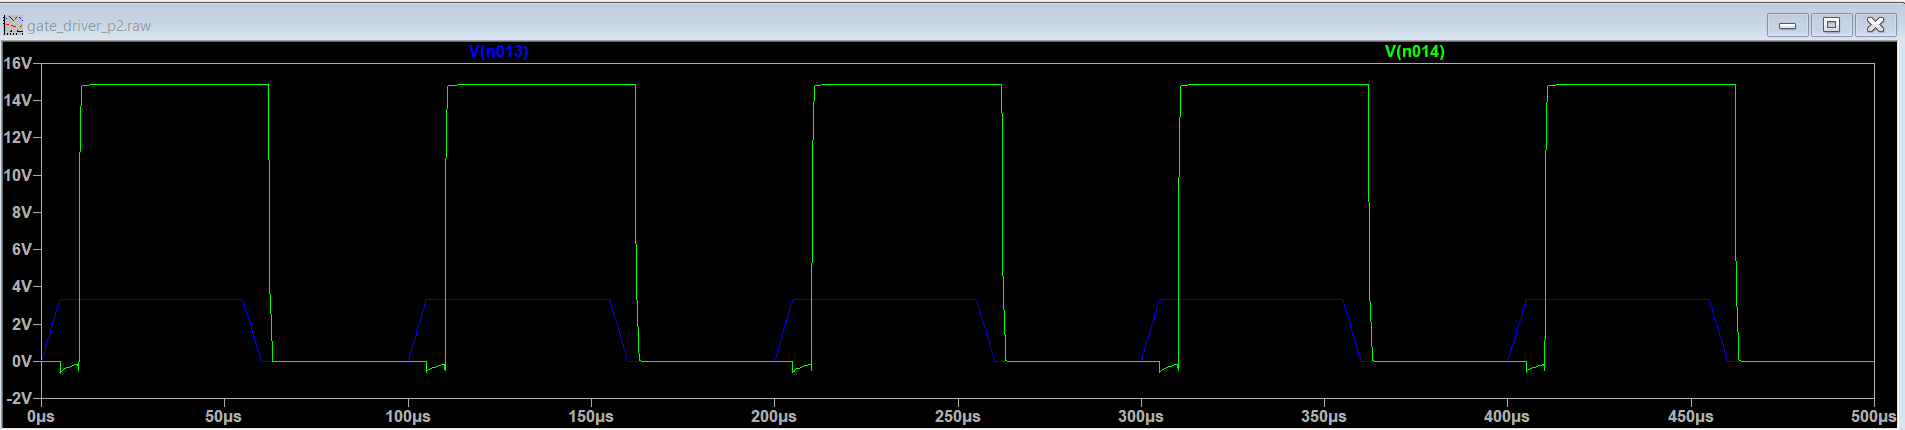 gate_driver_p2.raw
V(n013) V(n014)
16V
14V
12V
10V
8V
6V
4V
2V
0V
-2V
0µs 50µs 100µs 150µs 200µs 250µs 300µs 350µs 400µs 450µs 500µs